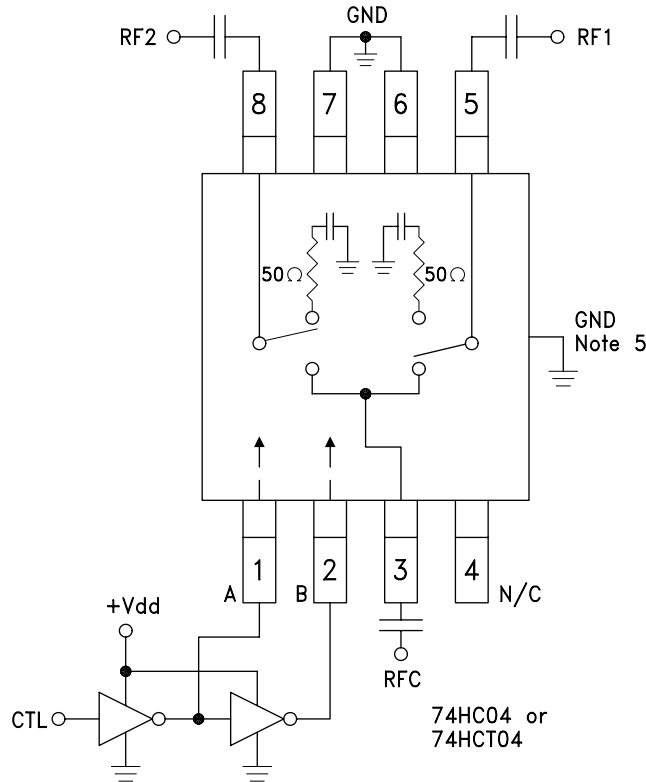 GND
RF2
RF1
8
7
6
5
50Ω
50Ω
GND
Note 5
1
2
3
4
A
B
N/C
+Vdd
RFC
CTL
74HC04 or
74HCT04